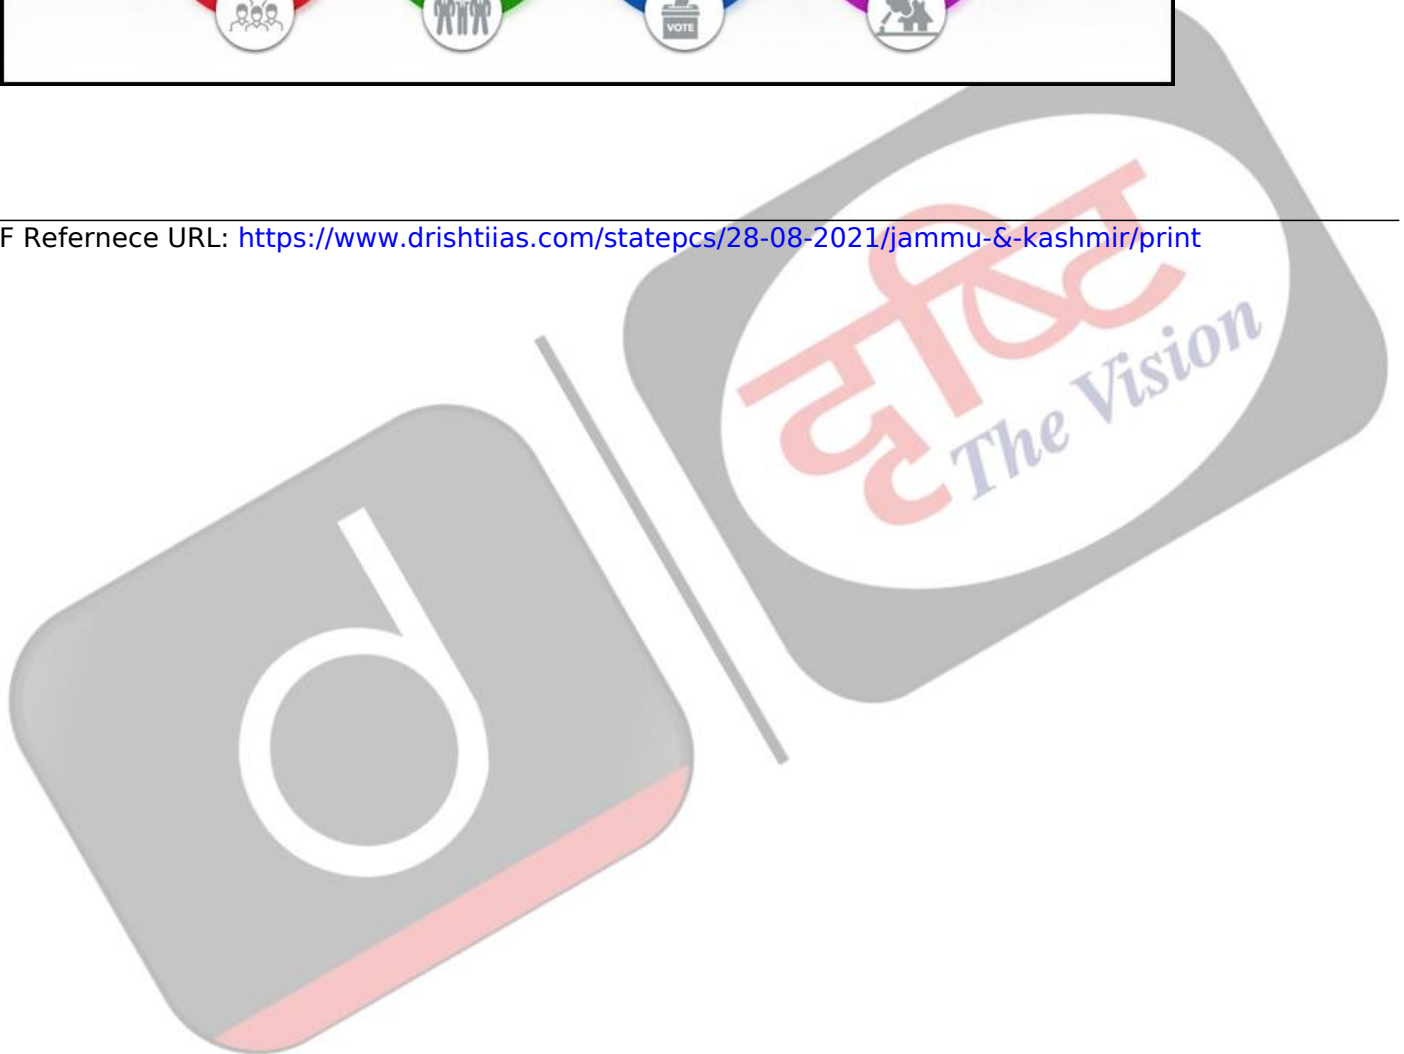 VOTE
F Refernece URL: https://www.drishtiias.com/statepcs/28-08-2021/jammu-&-kashmir/print
दृष्टि
The Vision
d